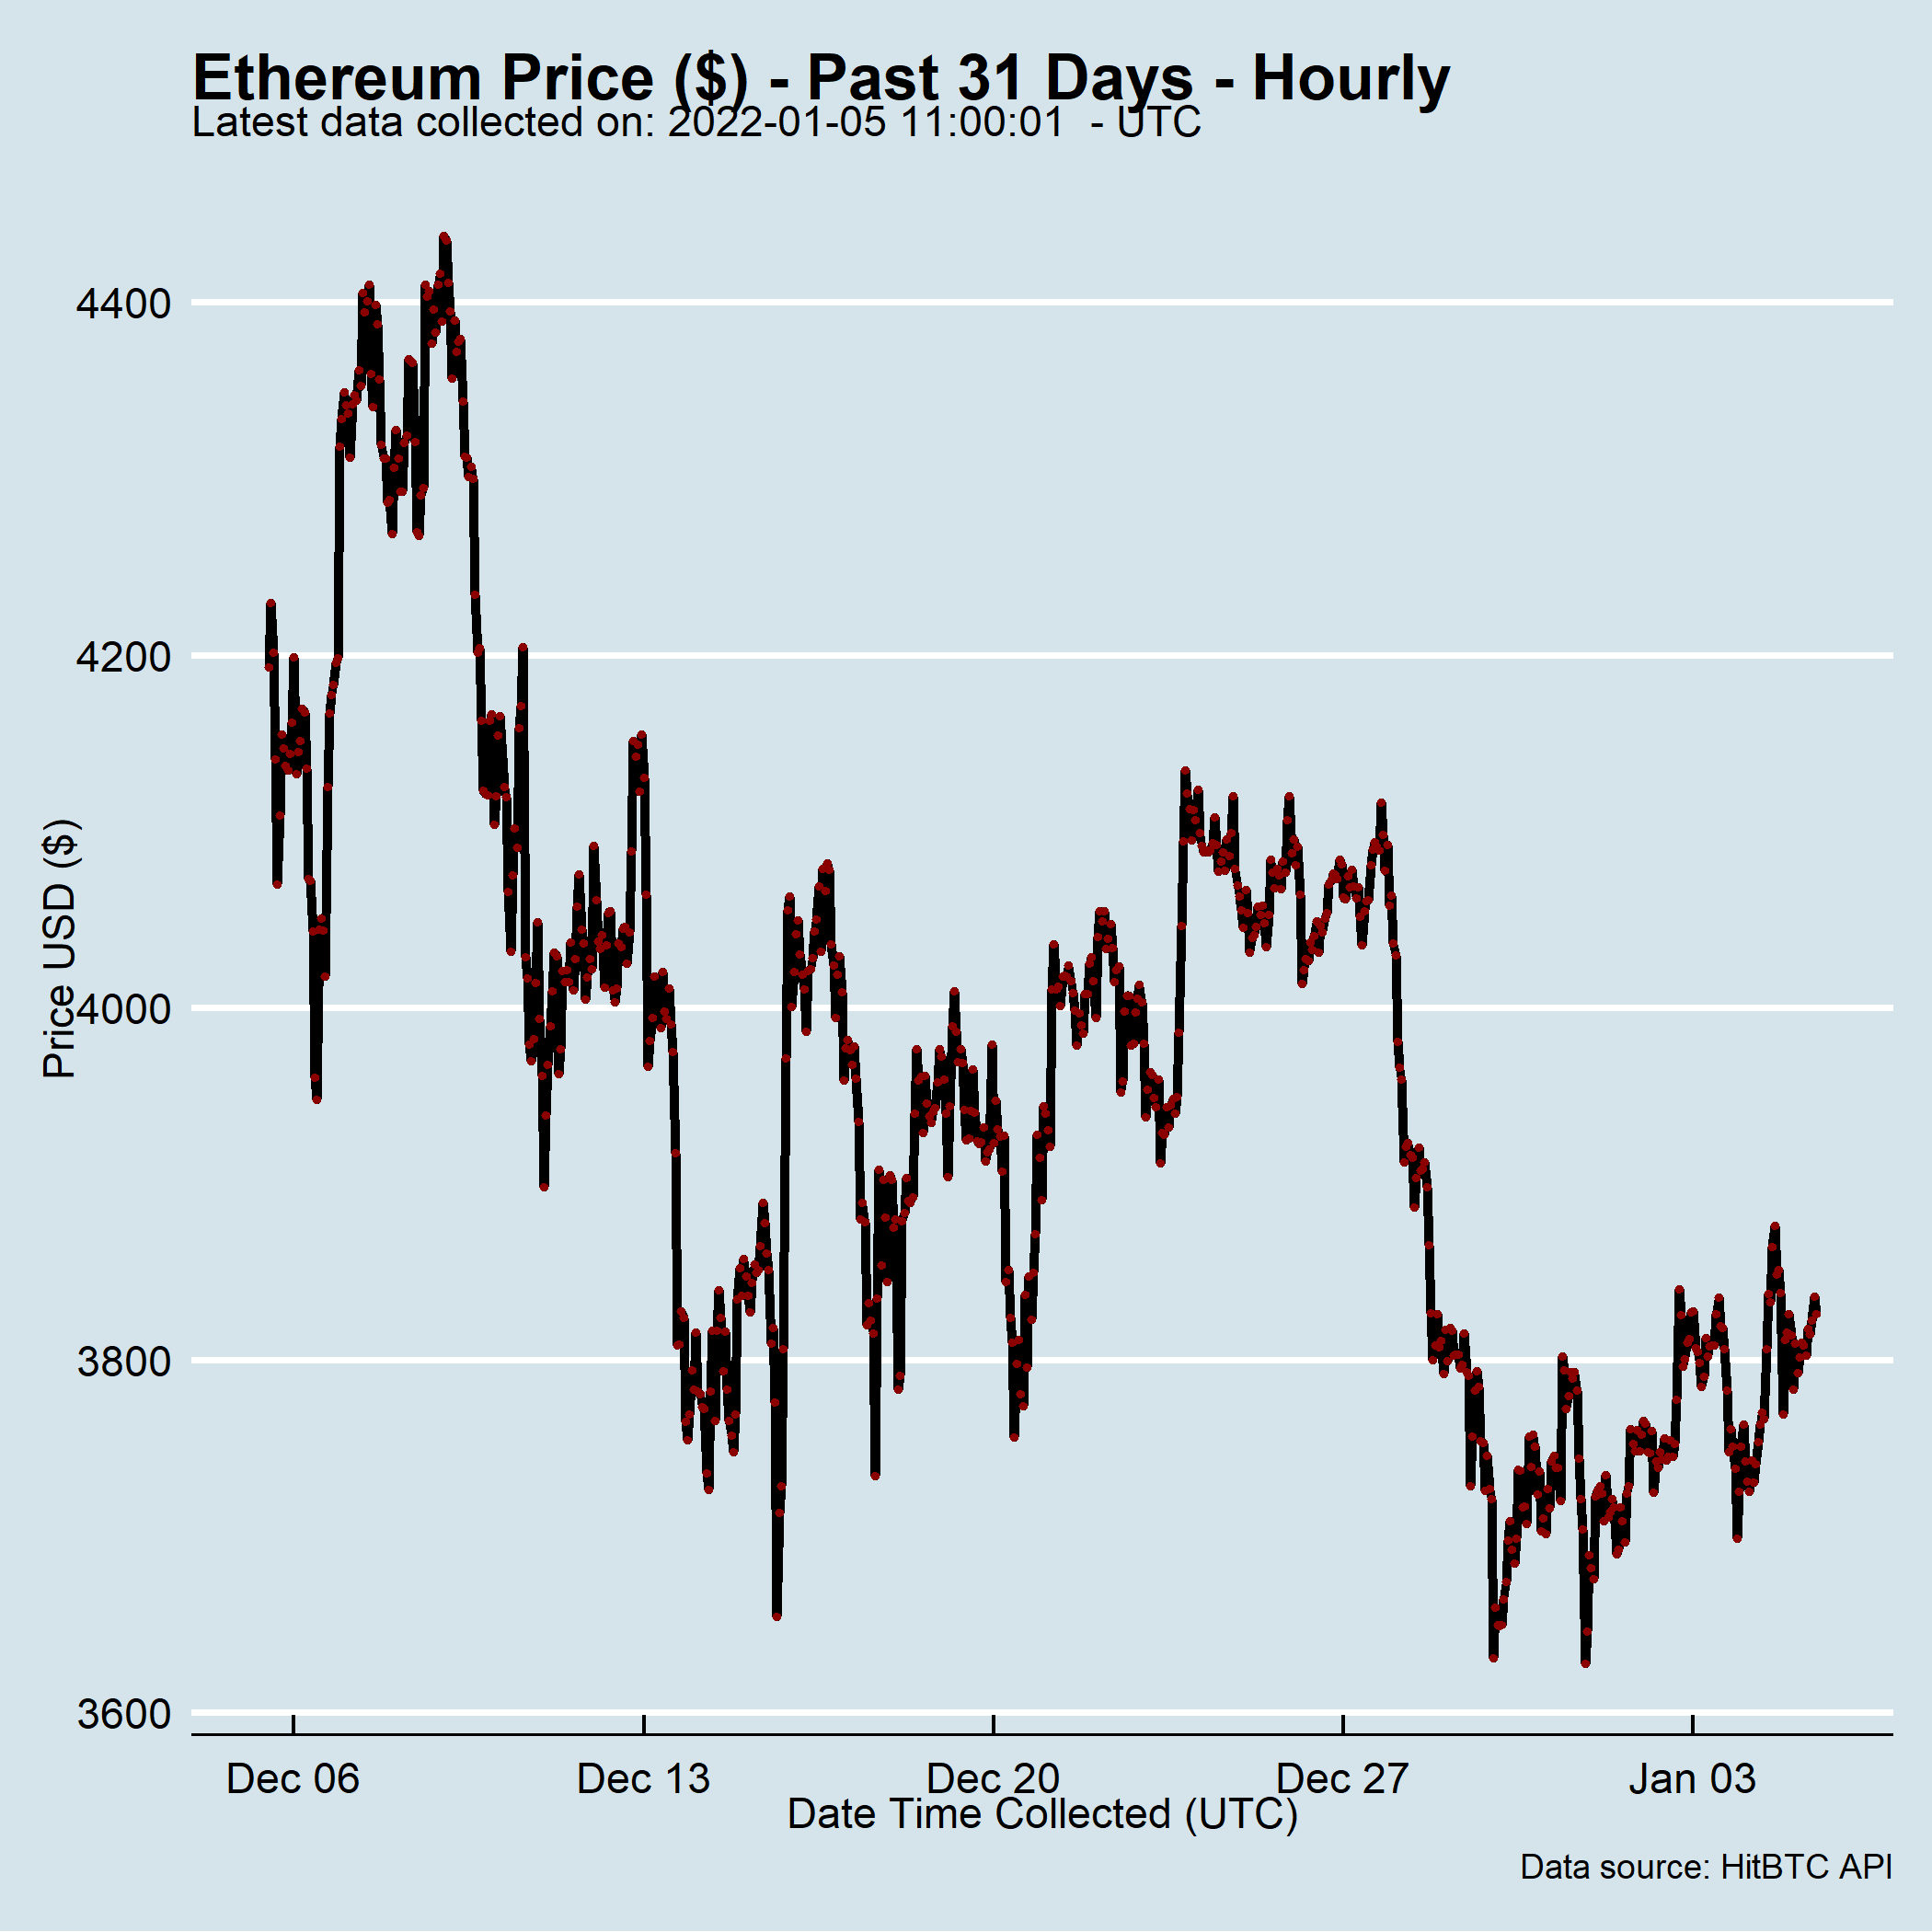 Ethereum Price ($) - Past 31 Days - Hourly
Latest data collected on: 2022-01-05 11:00:01  - UTC
4400
4200
4000
3800
3600
Price USD ($)
Dec 06
Dec 13
Dec 20
Dec 27
Jan 03
Date Time Collected (UTC)
Data source: HitBTC API